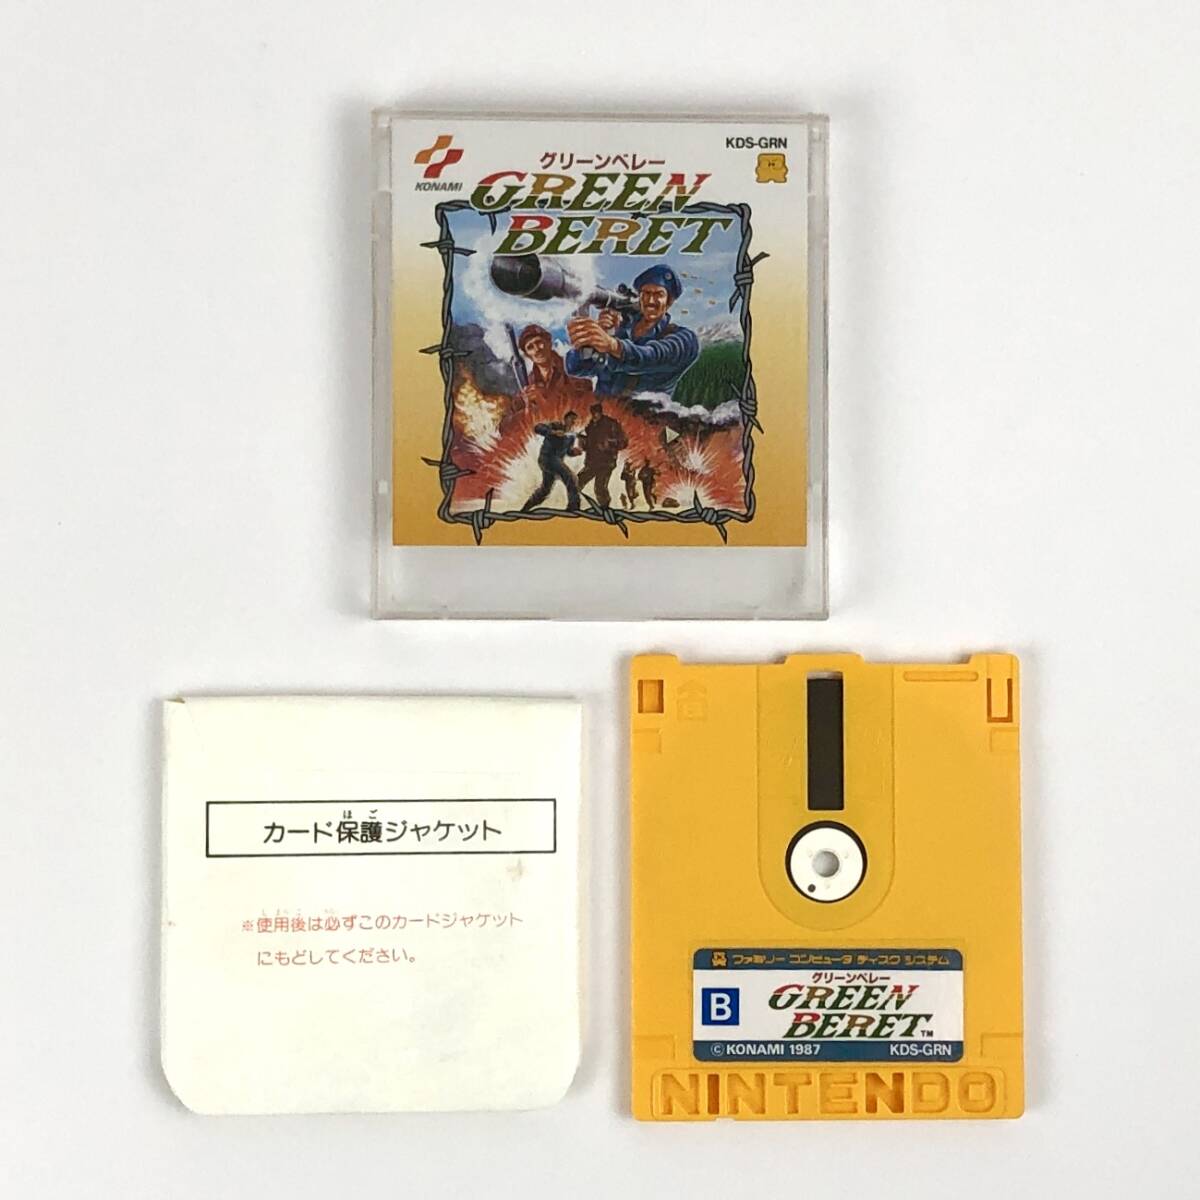 KDS-GRN
KONAMI
グリーンベレー
GREEN
BERET
カード保護ジャケット
ほご
※使用後は必ずこのカードジャケット
にもどしてください。
ファミリー コンピュータ ディスク システム
グリーンベレー
B
GREEN
BERET™
© KONAMI 1987
KDS-GRN
NINTENDO